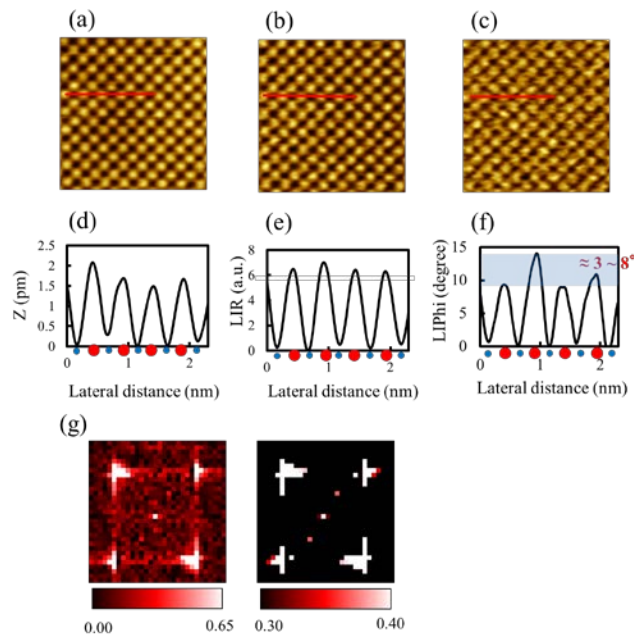 (a)
(b)
(c)
(d)
(e)
(f)
2.5
2
1.5
1
0.5
0
Z (pm)
0
1
2
Lateral distance (nm)
8
6
4
2
0
LIR (a.u.)
0
1
2
Lateral distance (nm)
15
10
5
0
LIPhi (degree)
≈ 3 ~ 8°
0
1
2
Lateral distance (nm)
(g)
0.00
0.65
0.30
0.40